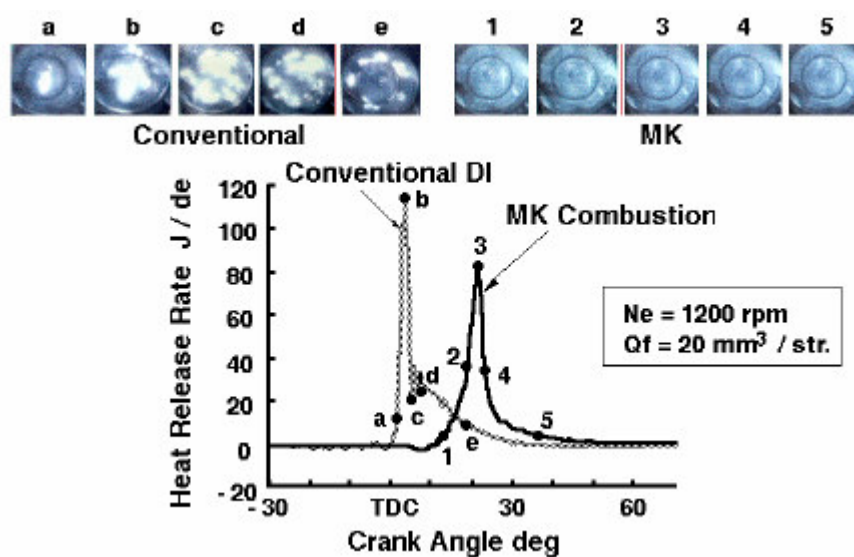 a b c d e 1 2 3 4 5
Conventional MK
Conventional DI
MK Combustion
Heat Release Rate J / de
120
100
80
60
40
20
0
-20
a
b
c
d
e
1
2
3
4
5
Ne = 1200 rpm
Qf = 20 mm³ / str.
-30 TDC 30 60
Crank Angle deg